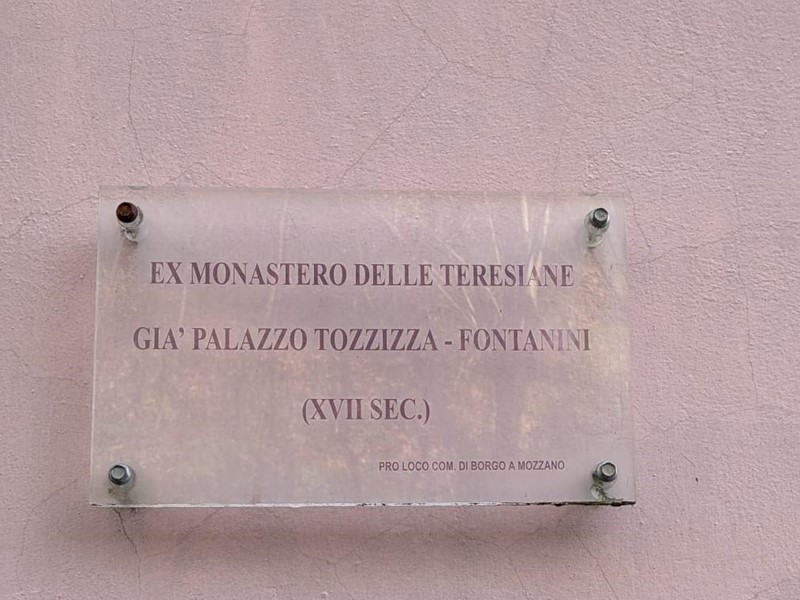 EX MONASTERO DELLE TERESIANE
GIA' PALAZZO TOZZIZZA - FONTANINI
(XVII SEC.)
PRO LOCO COM. DI BORGO A MOZZANO